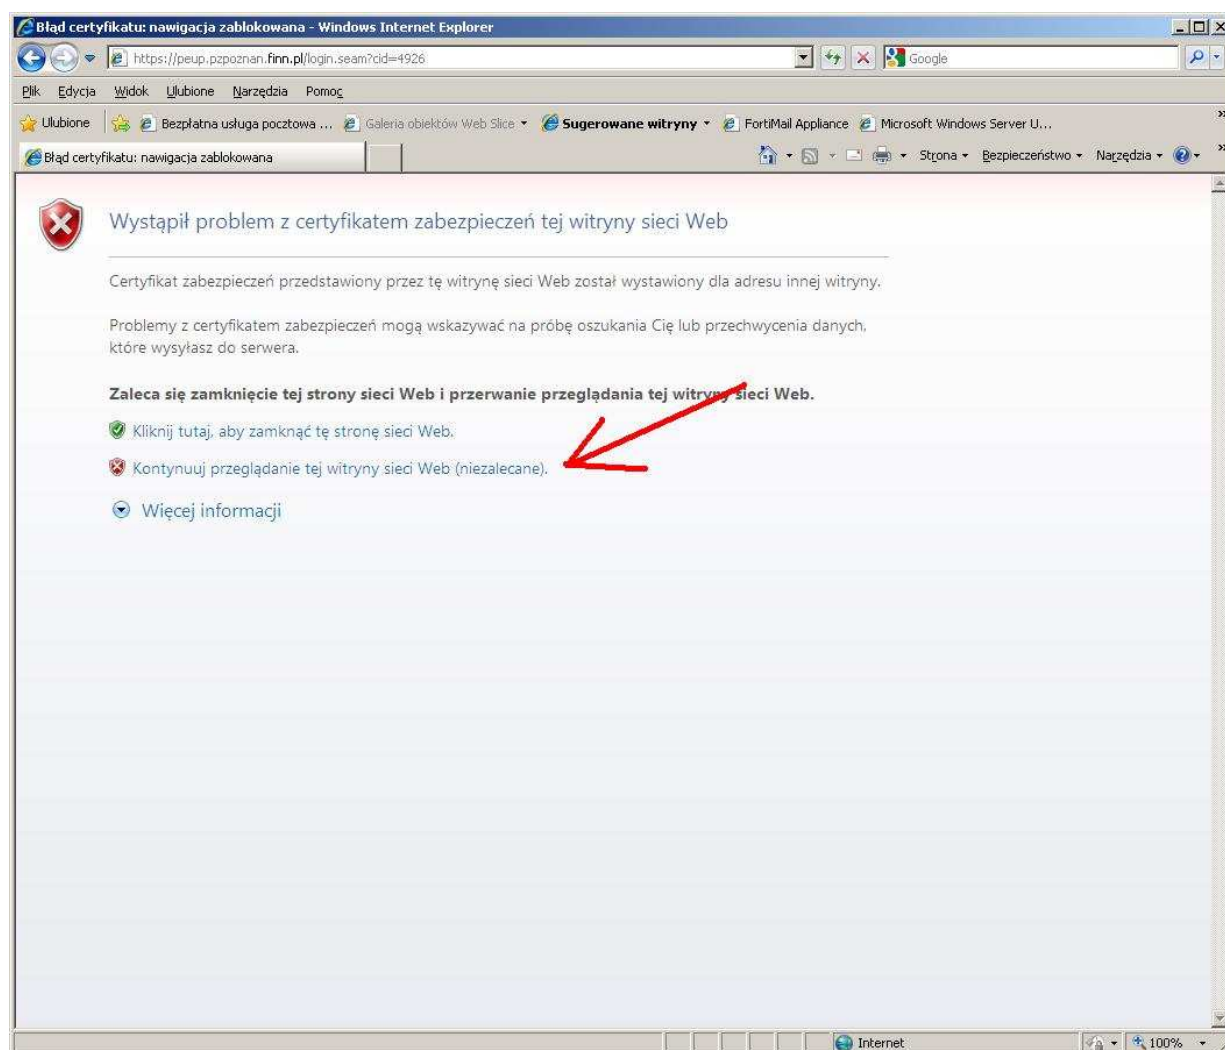 Błąd certyfikatu: nawigacja zablokowana - Windows Internet Explorer
https://peup.pzpoznan.finn.pl/login.seam?cid=4926 Google
Plik Edycja Widok Ulubione Narzędzia Pomoc
Ulubione Bezpłatna usługa pocztowa ... Galeria obiektów Web Slice Sugerowane witryny FortiMail Appliance Microsoft Windows Server U... »
Błąd certyfikatu: nawigacja zablokowana Strona Bezpieczeństwo Narzędzia »
Wystąpił problem z certyfikatem zabezpieczeń tej witryny sieci Web
Certyfikat zabezpieczeń przedstawiony przez tę witrynę sieci Web został wystawiony dla adresu innej witryny.
Problemy z certyfikatem zabezpieczeń mogą wskazywać na próbę oszukania Cię lub przechwycenia danych,
które wysyłasz do serwera.
Zaleca się zamknięcie tej strony sieci Web i przerwanie przeglądania tej witryny sieci Web.
Kliknij tutaj, aby zamknąć tę stronę sieci Web.
Kontynuuj przeglądanie tej witryny sieci Web (niezalecane).
Więcej informacji
Internet 100%